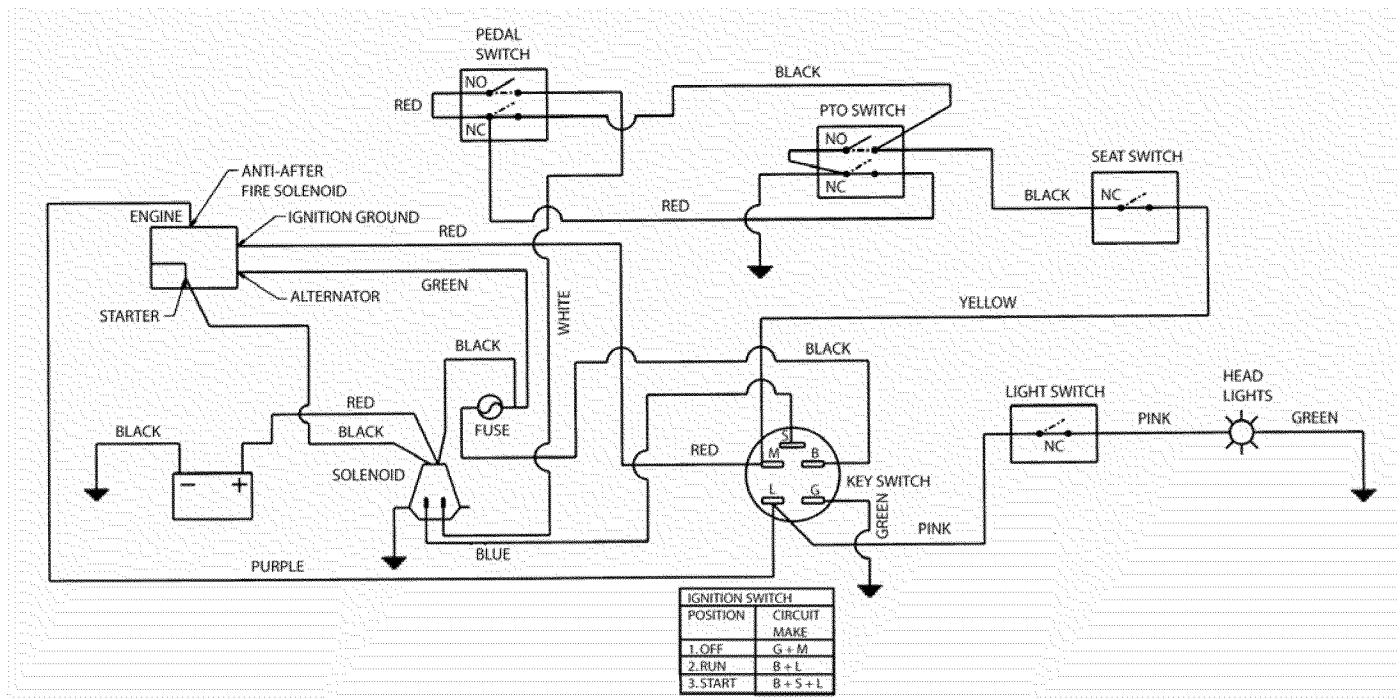 PEDAL
SWITCH
NO
RED
NC
BLACK
PTO SWITCH
NO
NC
SEAT SWITCH
NC
BLACK
ANTI-AFTER
FIRE SOLENOID
ENGINE
IGNITION GROUND
RED
RED
GREEN
ALTERNATOR
STARTER
WHITE
YELLOW
BLACK
BLACK
FUSE
RED
BLACK
BLACK
SOLENOID
- +
BLUE
PURPLE
RED
S
M
B
L
G
KEY SWITCH
GREEN
PINK
LIGHT SWITCH
NC
PINK
HEAD
LIGHTS
GREEN
IGNITION SWITCH
POSITION CIRCUIT
MAKE
1. OFF G + M
2. RUN B + L
3. START B + S + L